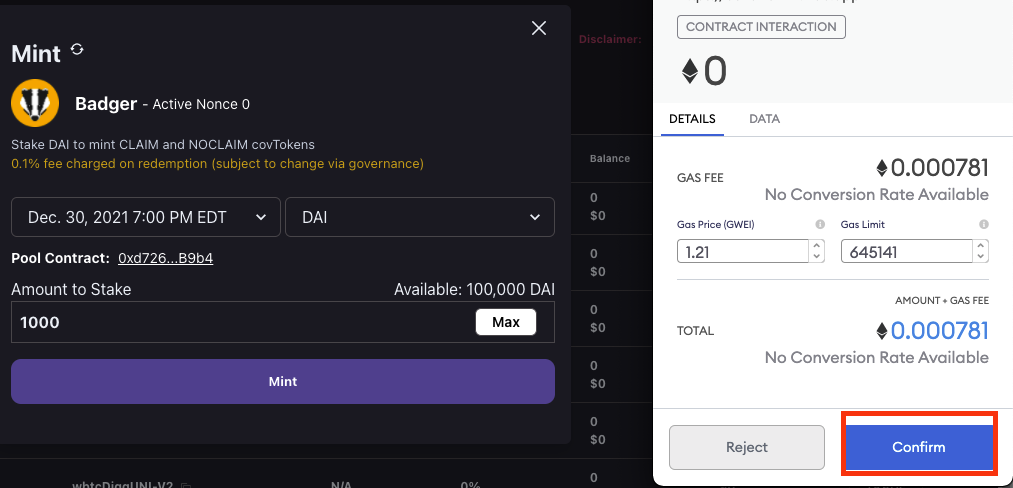 Mint
Badger - Active Nonce 0
Stake DAI to mint CLAIM and NOCLAIM covTokens
0.1% fee charged on redemption (subject to change via governance)
Dec. 30, 2021 7:00 PM EDT
DAI
Pool Contract: 0xd726...B9b4
Amount to Stake
Available: 100,000 DAI
1000
Max
Mint
Disclaimer:
Balance
0
$0
0
$0
0
$0
0
$0
0
$0
wbtcDiggUNI-V2
N/A
0%
0
CONTRACT INTERACTION
0
DETAILS
DATA
GAS FEE
0.000781
No Conversion Rate Available
Gas Price (GWEI)
Gas Limit
1.21
645141
AMOUNT + GAS FEE
TOTAL
0.000781
No Conversion Rate Available
Reject
Confirm